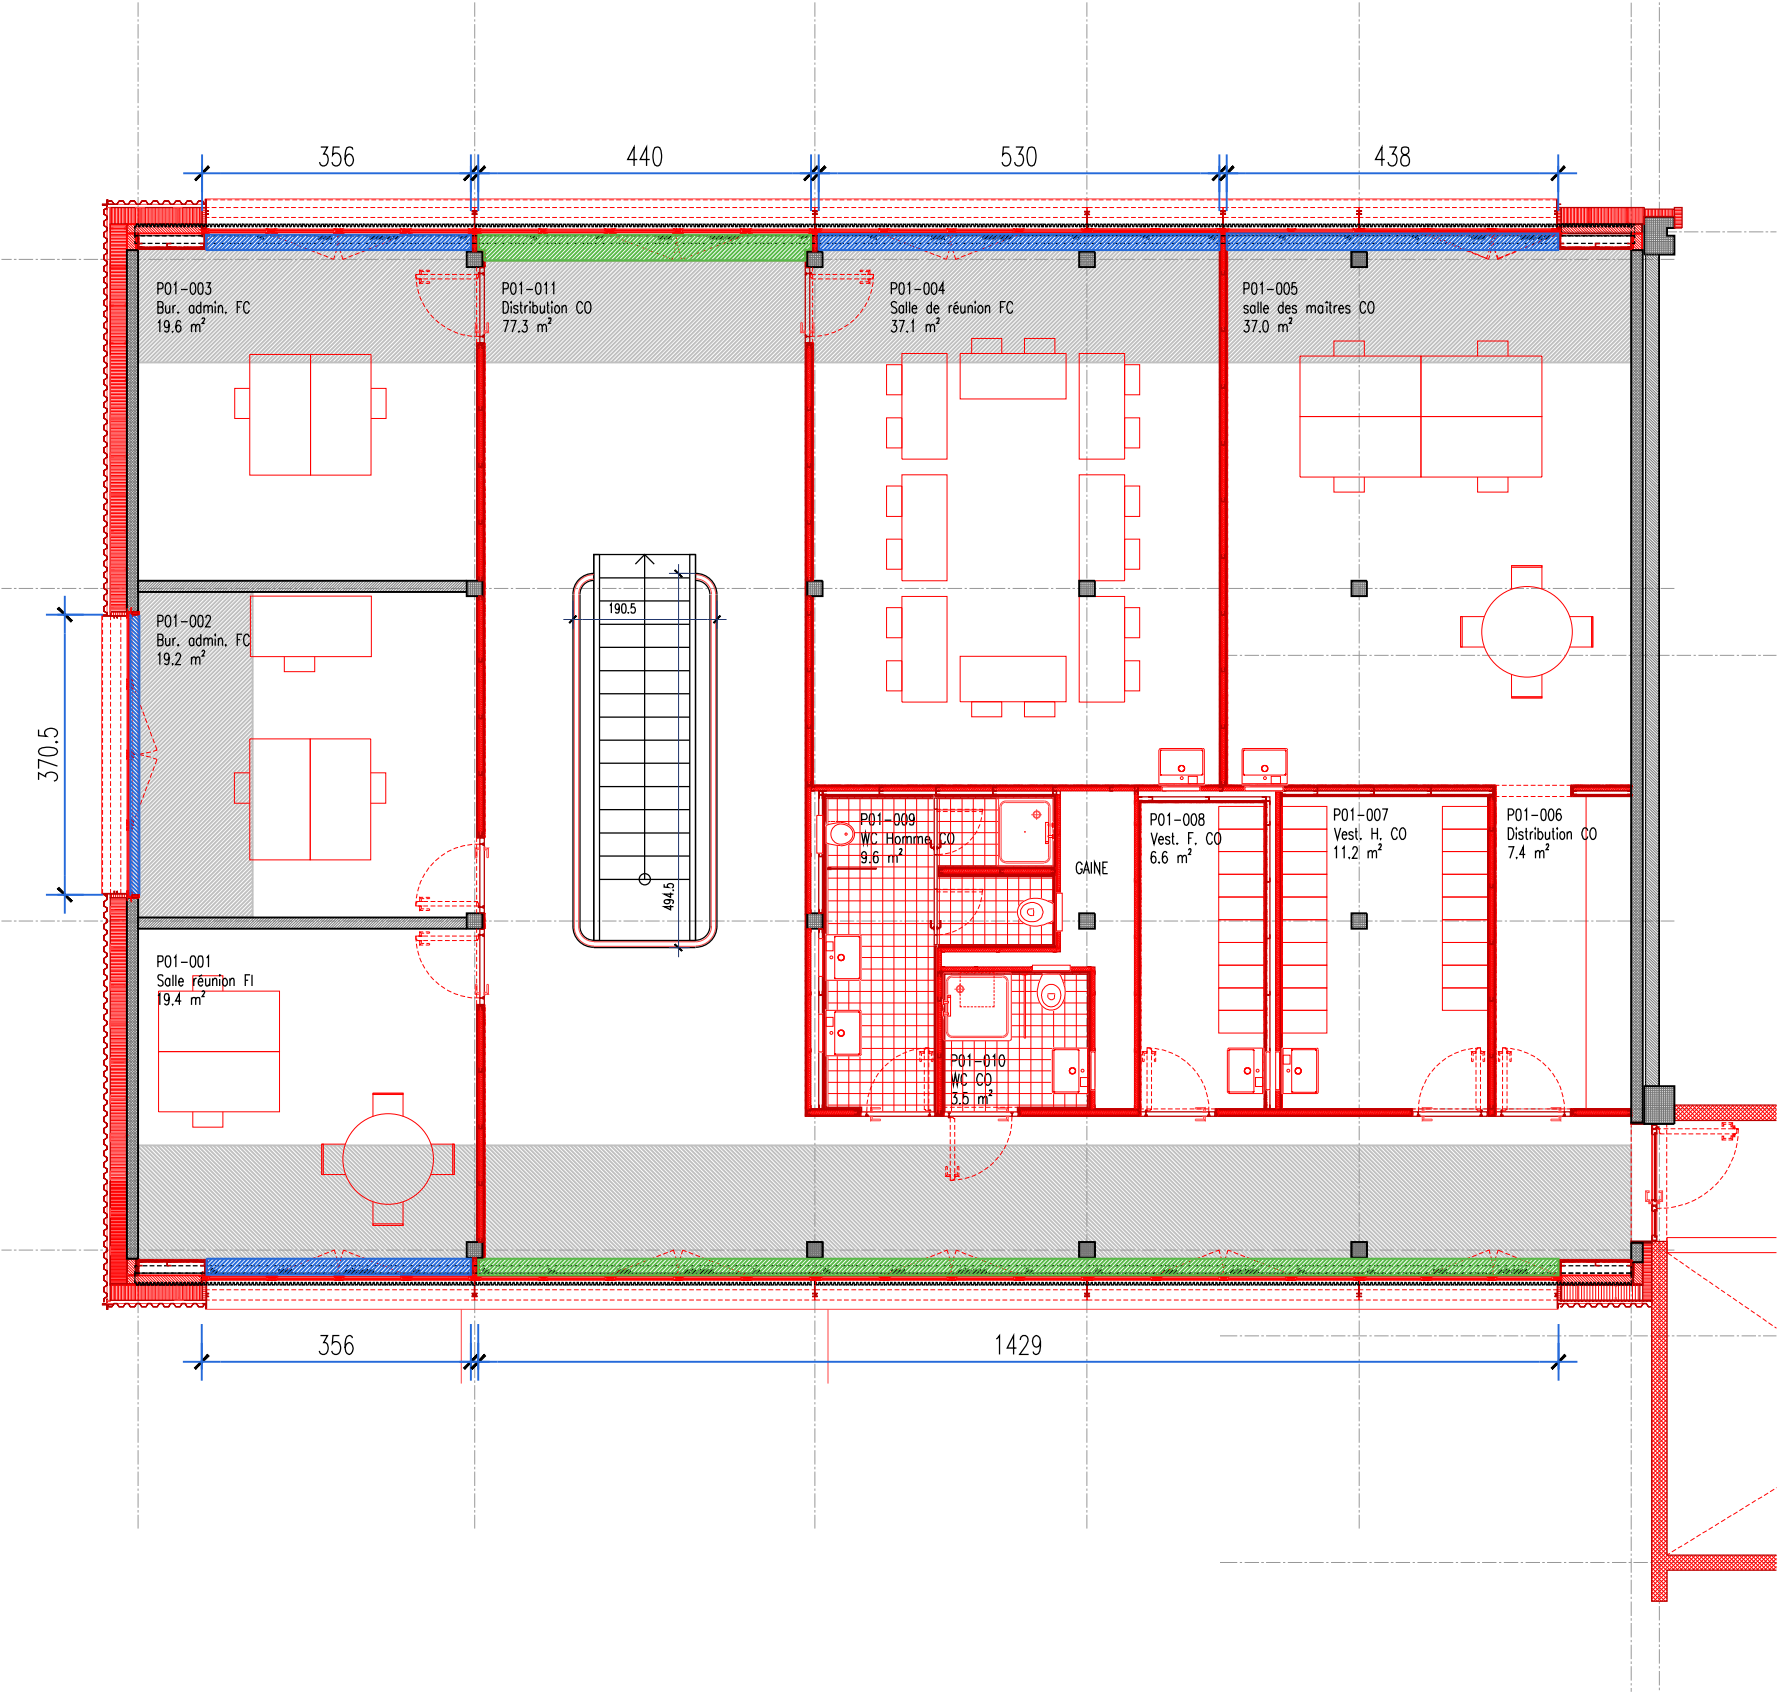 356
440
530
438
P01-003
Bur. admin. FC
19.6 m²
P01-011
Distribution CO
77.3 m²
P01-004
Salle de réunion FC
37.1 m²
P01-005
salle des maîtres CO
37.0 m²
190.5
P01-002
Bur. admin. FC
19.2 m²
370.5
494.5
P01-009
WC Homme CO
9.6 m²
GAINE
P01-008
Vest. F. CO
6.6 m²
P01-007
Vest. H. CO
11.2 m²
P01-006
Distribution CO
7.4 m²
P01-001
Salle réunion FI
19.4 m²
P01-010
WC CO
3.5 m²
356
1429